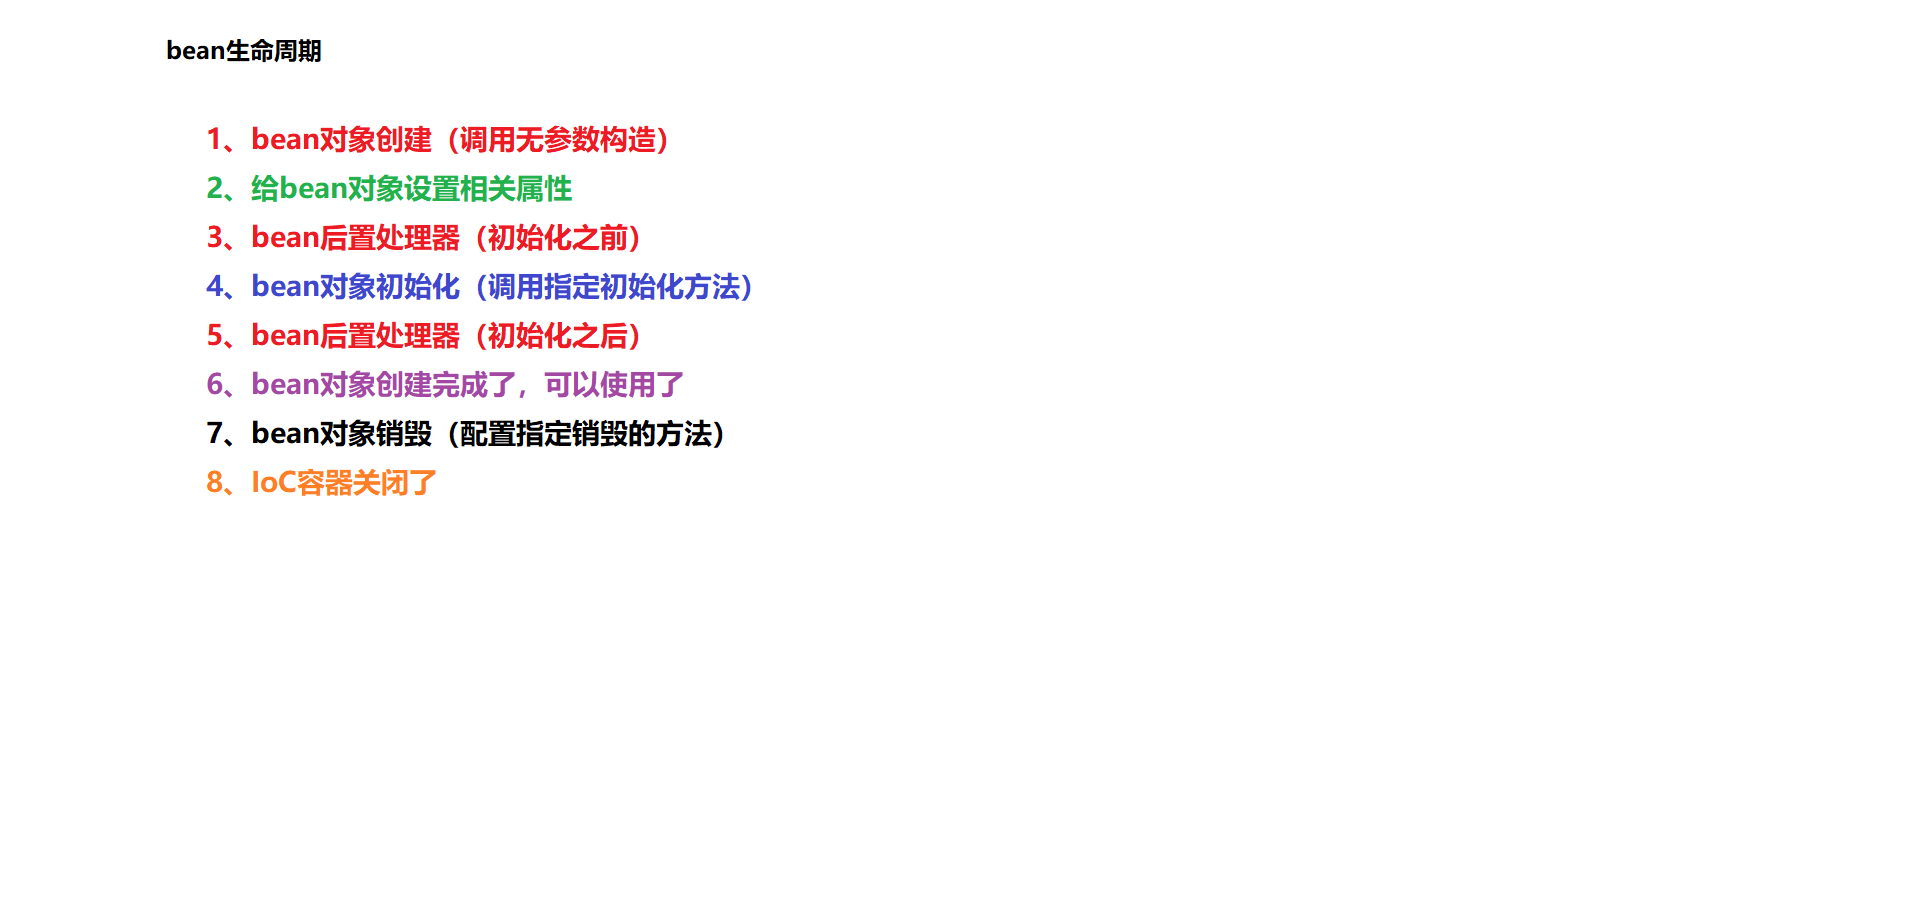 bean生命周期
1、bean对象创建（调用无参数构造）
2、给bean对象设置相关属性
3、bean后置处理器（初始化之前）
4、bean对象初始化（调用指定初始化方法）
5、bean后置处理器（初始化之后）
6、bean对象创建完成了，可以使用了
7、bean对象销毁（配置指定销毁的方法）
8、IoC容器关闭了